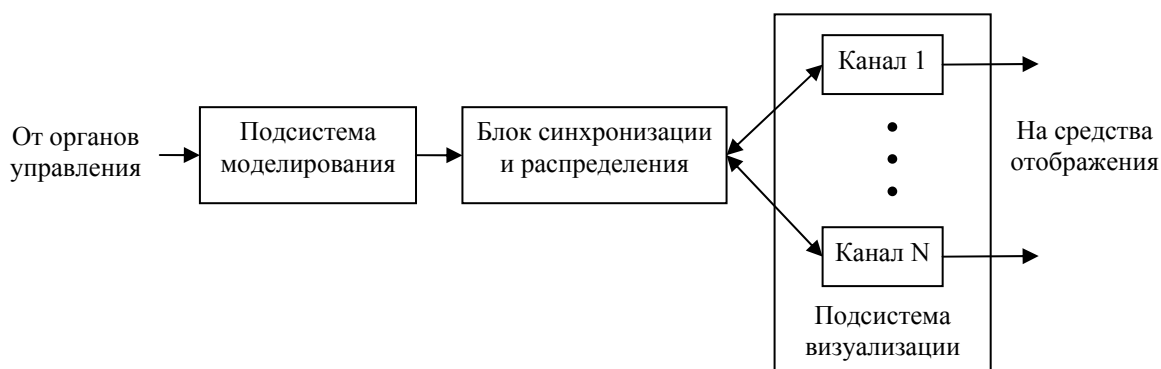 От органов
управления
Подсистема
моделирования
Блок синхронизации
и распределения
Канал 1
Канал N
Подсистема
визуализации
На средства
отображения